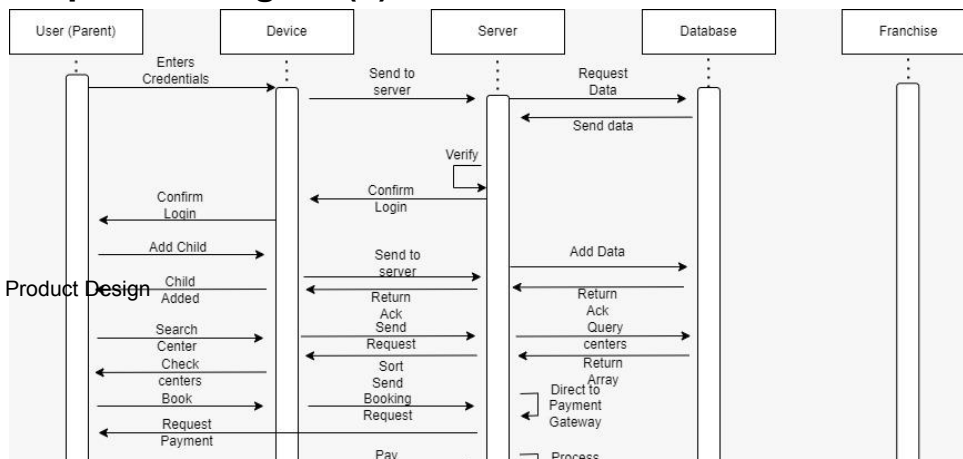 User (Parent)
Device
Server
Database
Franchise
Enters
Credentials
Send to
server
Request
Data
Send data
Verify
Confirm
Login
Confirm
Login
Add Child
Send to
server
Add Data
Product Design
Child
Added
Return
Ack
Return
Ack
Search
Center
Send
Request
Query
centers
Check
centers
Sort
Return
Array
Book
Send
Booking
Request
Direct to
Payment
Gateway
Request
Payment
Pay
Process